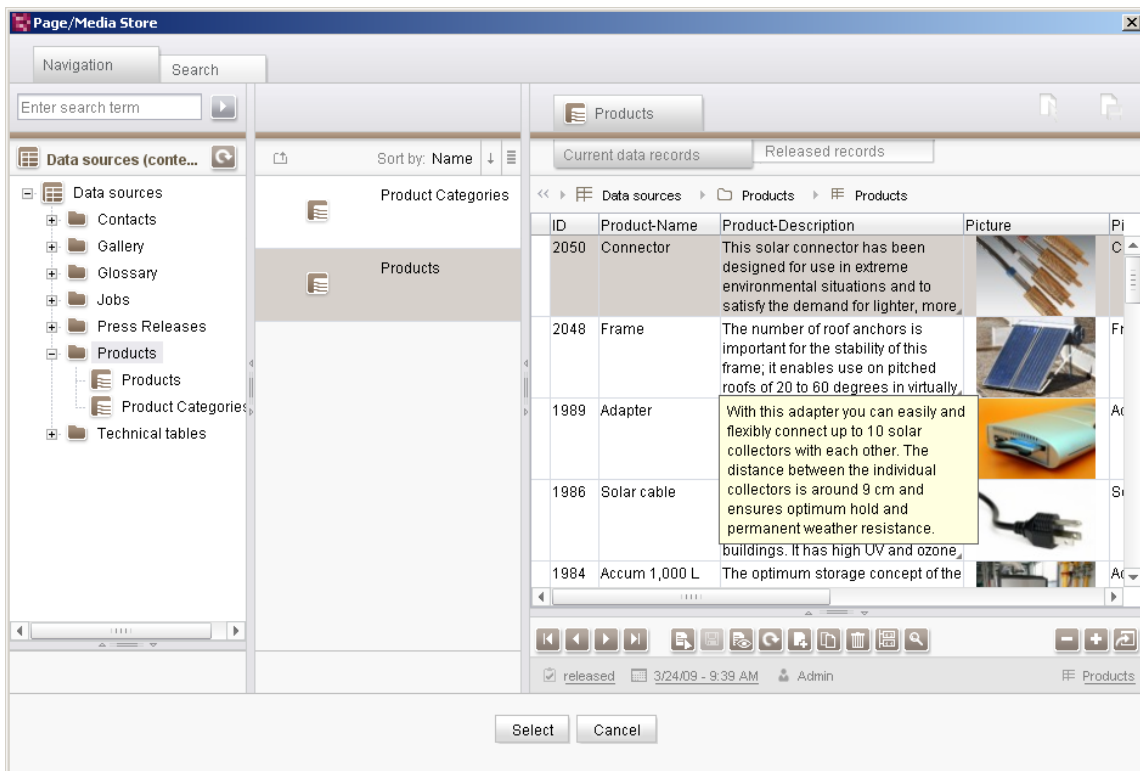 Page/Media Store
Navigation
Search
Enter search term
Data sources (conte...
Data sources
Contacts
Gallery
Glossary
Jobs
Press Releases
Products
Products
Product Categories
Technical tables
Sort by: Name
Product Categories
Products
Products
Current data records
Released records
Data sources
Products
Products
ID
Product-Name
Product-Description
Picture
Pi
2050
Connector
This solar connector has been
designed for use in extreme
environmental situations and to
satisfy the demand for lighter, more
C
2048
Frame
The number of roof anchors is
important for the stability of this
frame; it enables use on pitched
roofs of 20 to 60 degrees in virtually
Fr
1989
Adapter
With this adapter you can easily and
flexibly connect up to 10 solar
collectors with each other. The
distance between the individual
collectors is around 9 cm and
ensures optimum hold and
permanent weather resistance.
Ad
1986
Solar cable
buildings. It has high UV and ozone
1984
Accum 1,000 L
The optimum storage concept of the
released
3/24/09 - 9:39 AM
Admin
Products
Select
Cancel